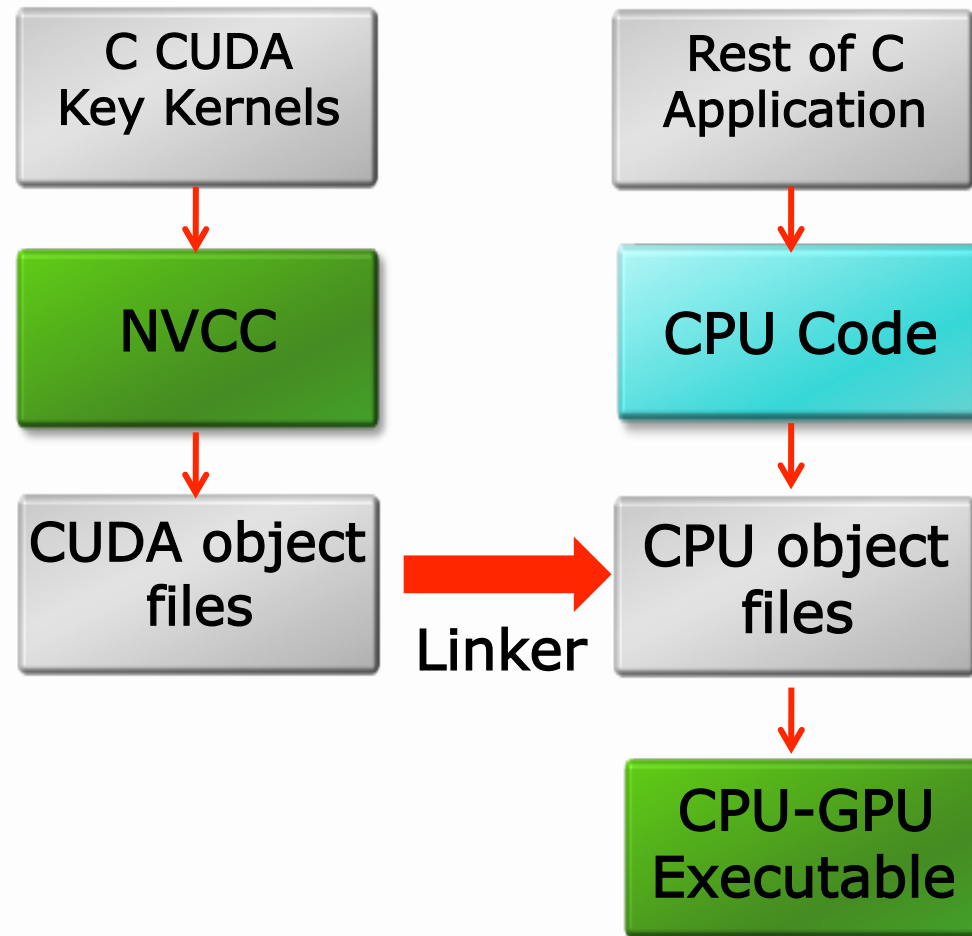 C CUDA
Key Kernels
Rest of C
Application
NVCC
CPU Code
CUDA object
files
Linker
CPU object
files
CPU-GPU
Executable